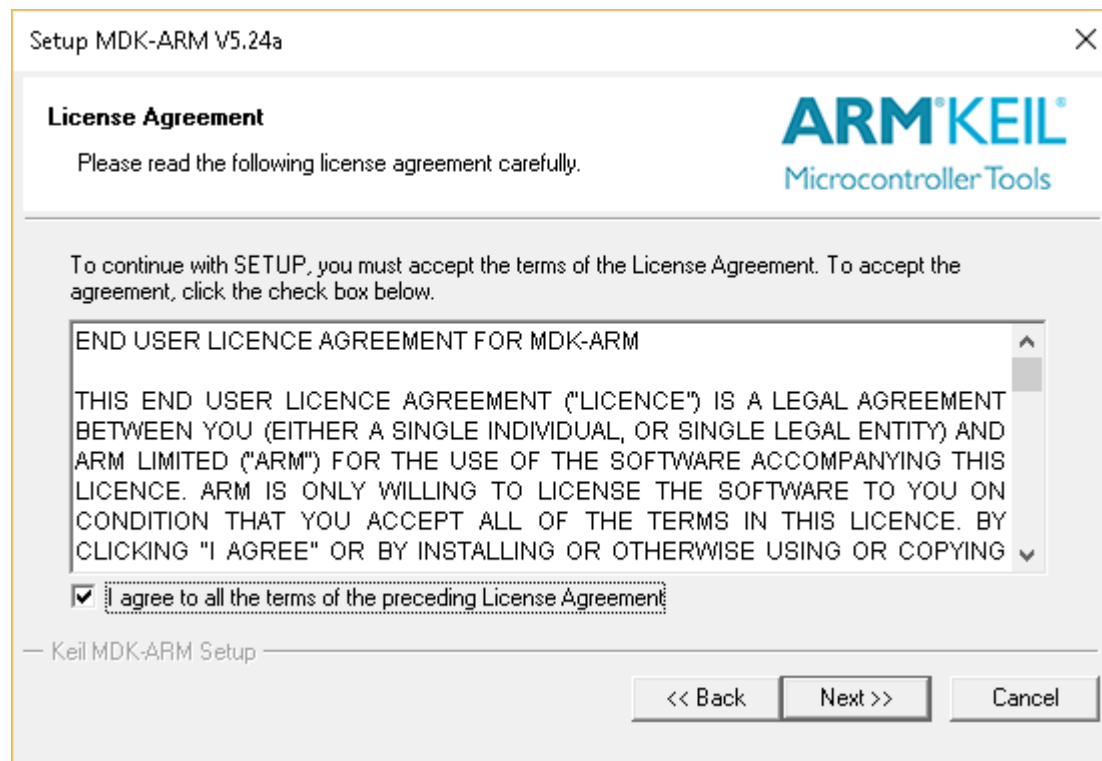 Setup MDK-ARM V5.24a
License Agreement
Please read the following license agreement carefully.
ARM®KEIL®
Microcontroller Tools
To continue with SETUP, you must accept the terms of the License Agreement. To accept the
agreement, click the check box below.
END USER LICENCE AGREEMENT FOR MDK-ARM
THIS END USER LICENCE AGREEMENT ("LICENCE") IS A LEGAL AGREEMENT
BETWEEN YOU (EITHER A SINGLE INDIVIDUAL, OR SINGLE LEGAL ENTITY) AND
ARM LIMITED ("ARM") FOR THE USE OF THE SOFTWARE ACCOMPANYING THIS
LICENCE. ARM IS ONLY WILLING TO LICENSE THE SOFTWARE TO YOU ON
CONDITION THAT YOU ACCEPT ALL OF THE TERMS IN THIS LICENCE. BY
CLICKING "I AGREE" OR BY INSTALLING OR OTHERWISE USING OR COPYING
I agree to all the terms of the preceding License Agreement
Keil MDK-ARM Setup
<< Back Next >> Cancel